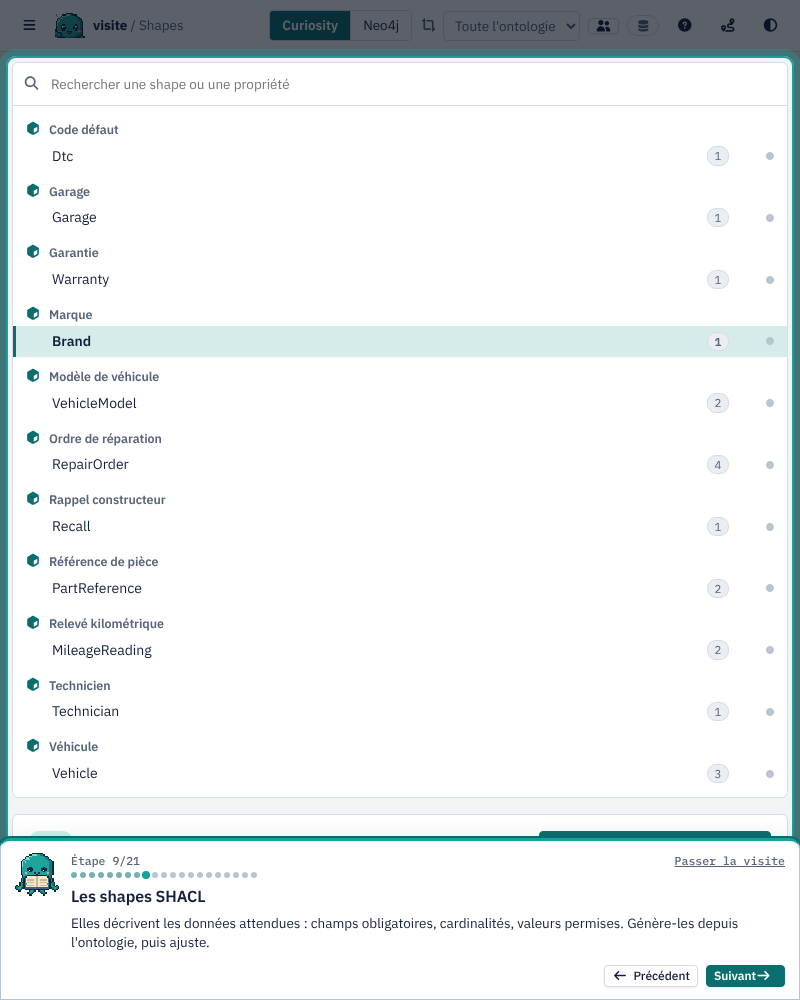 visite / Shapes
Curiosity
Neo4j
Toute l'ontologie
Rechercher une shape ou une propriété
Code défaut
Dtc 1
Garage
Garage 1
Garantie
Warranty 1
Marque
Brand 1
Modèle de véhicule
VehicleModel 2
Ordre de réparation
RepairOrder 4
Rappel constructeur
Recall 1
Référence de pièce
PartReference 2
Relevé kilométrique
MileageReading 2
Technicien
Technician 1
Véhicule
Vehicle 3
Étape 9/21
Passer la visite
Les shapes SHACL
Elles décrivent les données attendues : champs obligatoires, cardinalités, valeurs permises. Génère-les depuis
l'ontologie, puis ajuste.
← Précédent
Suivant→